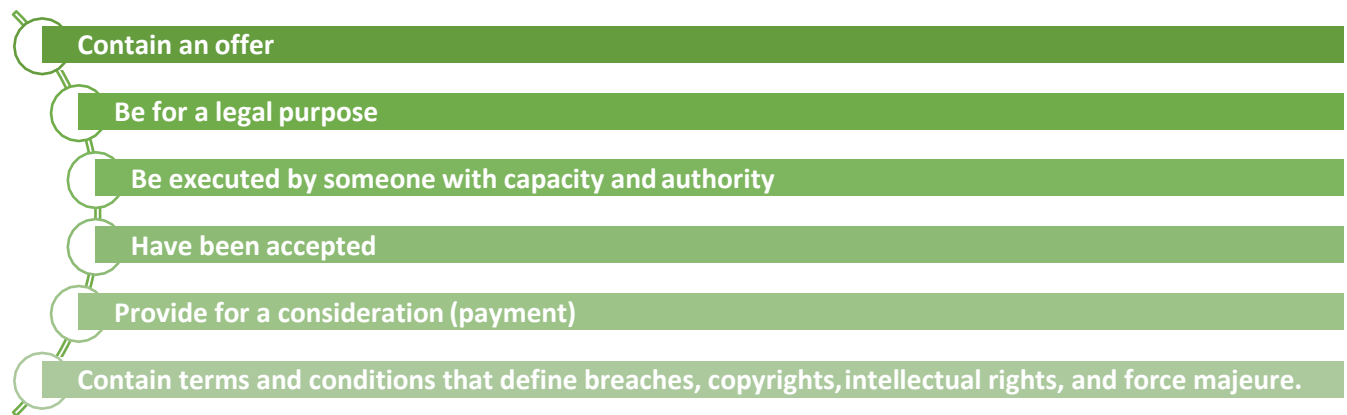 Contain an offer
Be for a legal purpose
Be executed by someone with capacity and authority
Have been accepted
Provide for a consideration (payment)
Contain terms and conditions that define breaches, copyrights, intellectual rights, and force majeure.